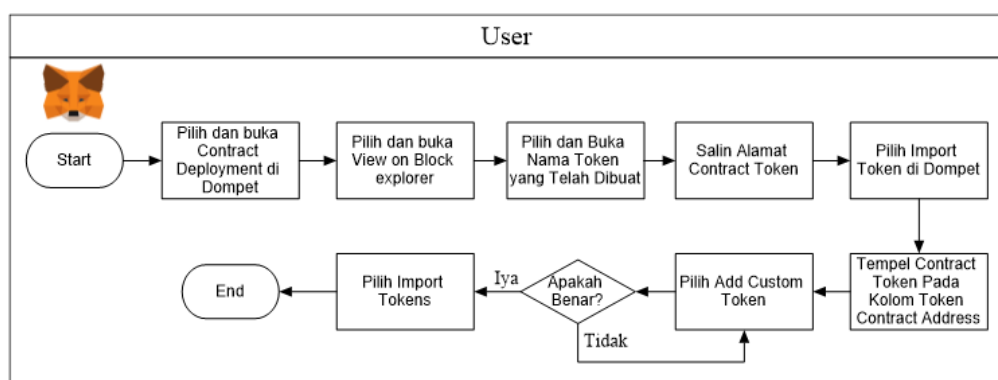 User
Start
Pilih dan buka
Contract
Deployment di
Dompet
Pilih dan buka
View on Block
explorer
Pilih dan Buka
Nama Token
yang Telah Dibuat
Salin Alamat
Contract Token
Pilih Import
Token di Dompet
Tempel Contract
Token Pada
Kolom Token
Contract Address
Pilih Add Custom
Token
Apakah
Benar?
Iya
Tidak
Pilih Import
Tokens
End